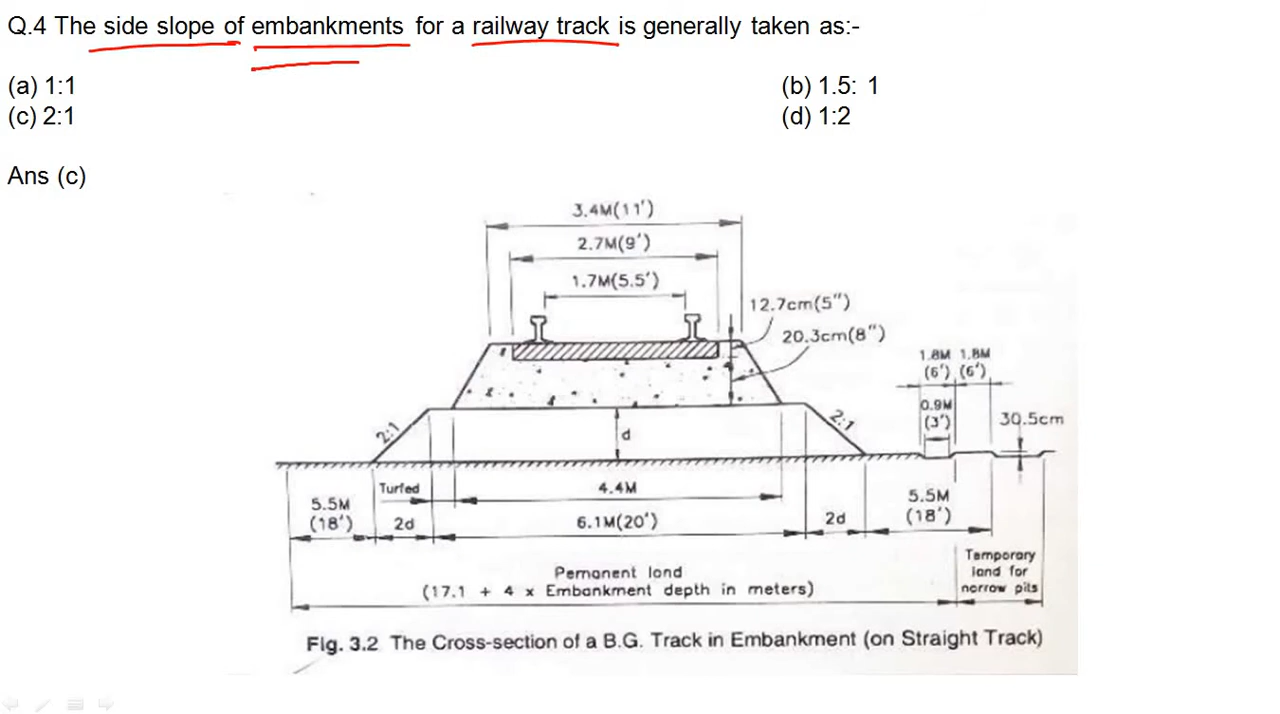 Q.4 The side slope of embankments for a railway track is generally taken as:-
(a) 1:1
(b) 1.5: 1
(c) 2:1
(d) 1:2
Ans (c)
3.4M(11')
2.7M(9')
1.7M(5.5')
12.7cm(5")
20.3cm(8")
1.8M 1.8M
(6') (6')
0.9M
(3')
30.5cm
2:1
2:1
d
Turfed
4.4M
5.5M
(18')
2d
6.1M(20')
2d
5.5M
(18')
Pemanent land
(17.1 + 4 x Embankment depth in meters)
Temporary
land for
norrow pits
Fig. 3.2 The Cross-section of a B.G. Track in Embankment (on Straight Track)